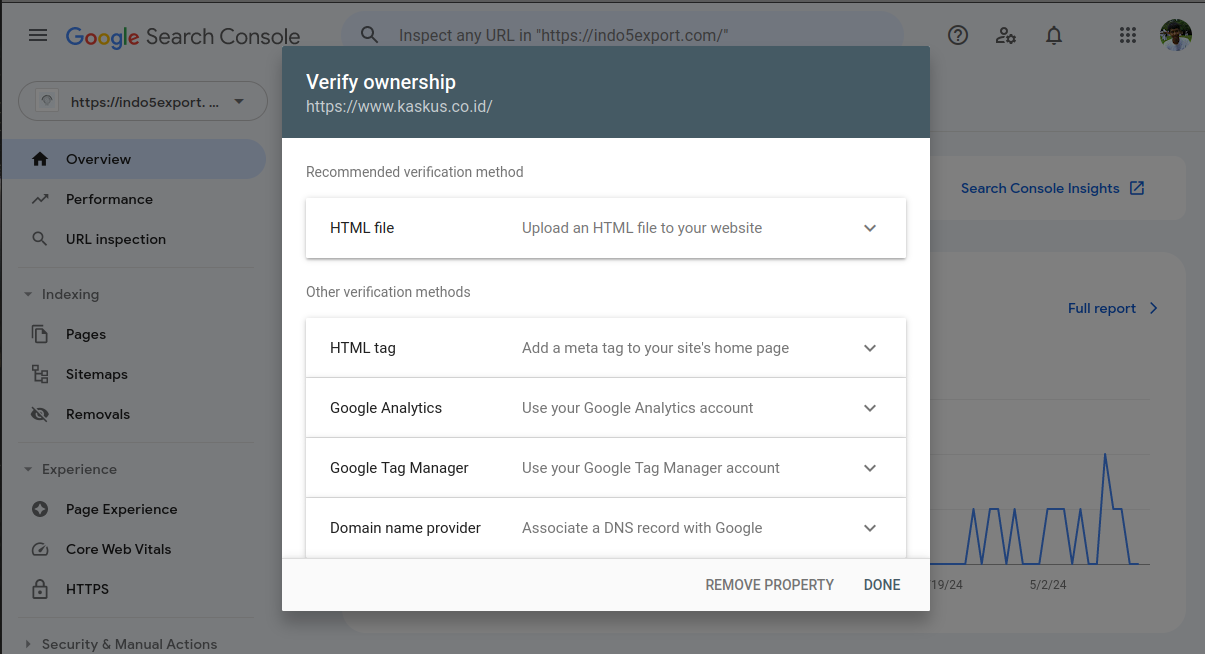 Google Search Console
Inspect any URL in "https://indo5export.com/"
https://indo5export. ...
Overview
Performance
URL inspection
Indexing
Pages
Sitemaps
Removals
Experience
Page Experience
Core Web Vitals
HTTPS
Security & Manual Actions
Verify ownership
https://www.kaskus.co.id/
Recommended verification method
HTML file Upload an HTML file to your website
Other verification methods
HTML tag Add a meta tag to your site's home page
Google Analytics Use your Google Analytics account
Google Tag Manager Use your Google Tag Manager account
Domain name provider Associate a DNS record with Google
REMOVE PROPERTY DONE
Search Console Insights
Full report
19/24 5/2/24